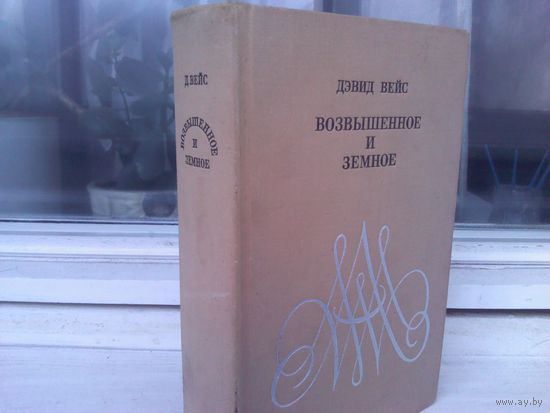 Д. ВЕЙС
ВОЗВЫШЕННОЕ
И
ЗЕМНОЕ
ДЭВИД ВЕЙС
ВОЗВЫШЕННОЕ
И
ЗЕМНОЕ
www.ay.by